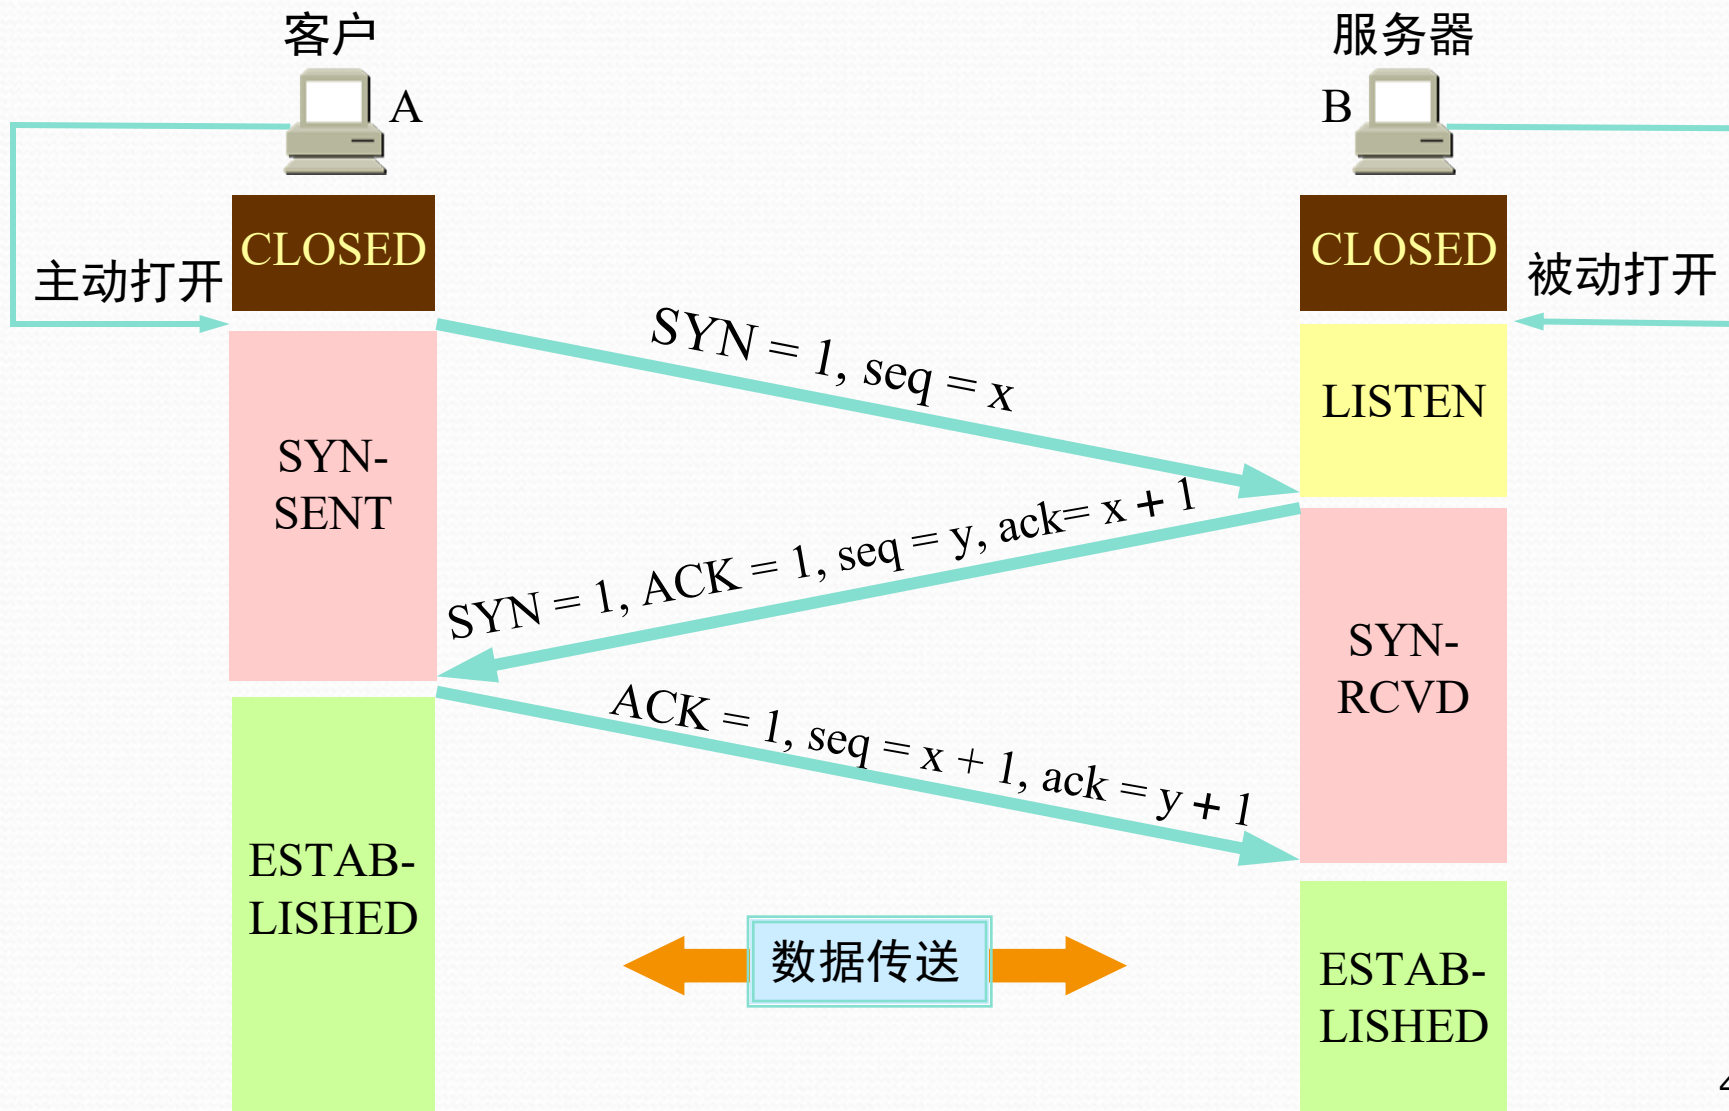 客户
服务器
A
B
CLOSED
CLOSED
主动打开
被动打开
SYN = 1, seq = x
LISTEN
SYN-
SENT
SYN = 1, ACK = 1, seq = y, ack= x + 1
SYN-
RCVD
ACK = 1, seq = x + 1, ack = y + 1
ESTAB-
LISHED
数据传送
ESTAB-
LISHED